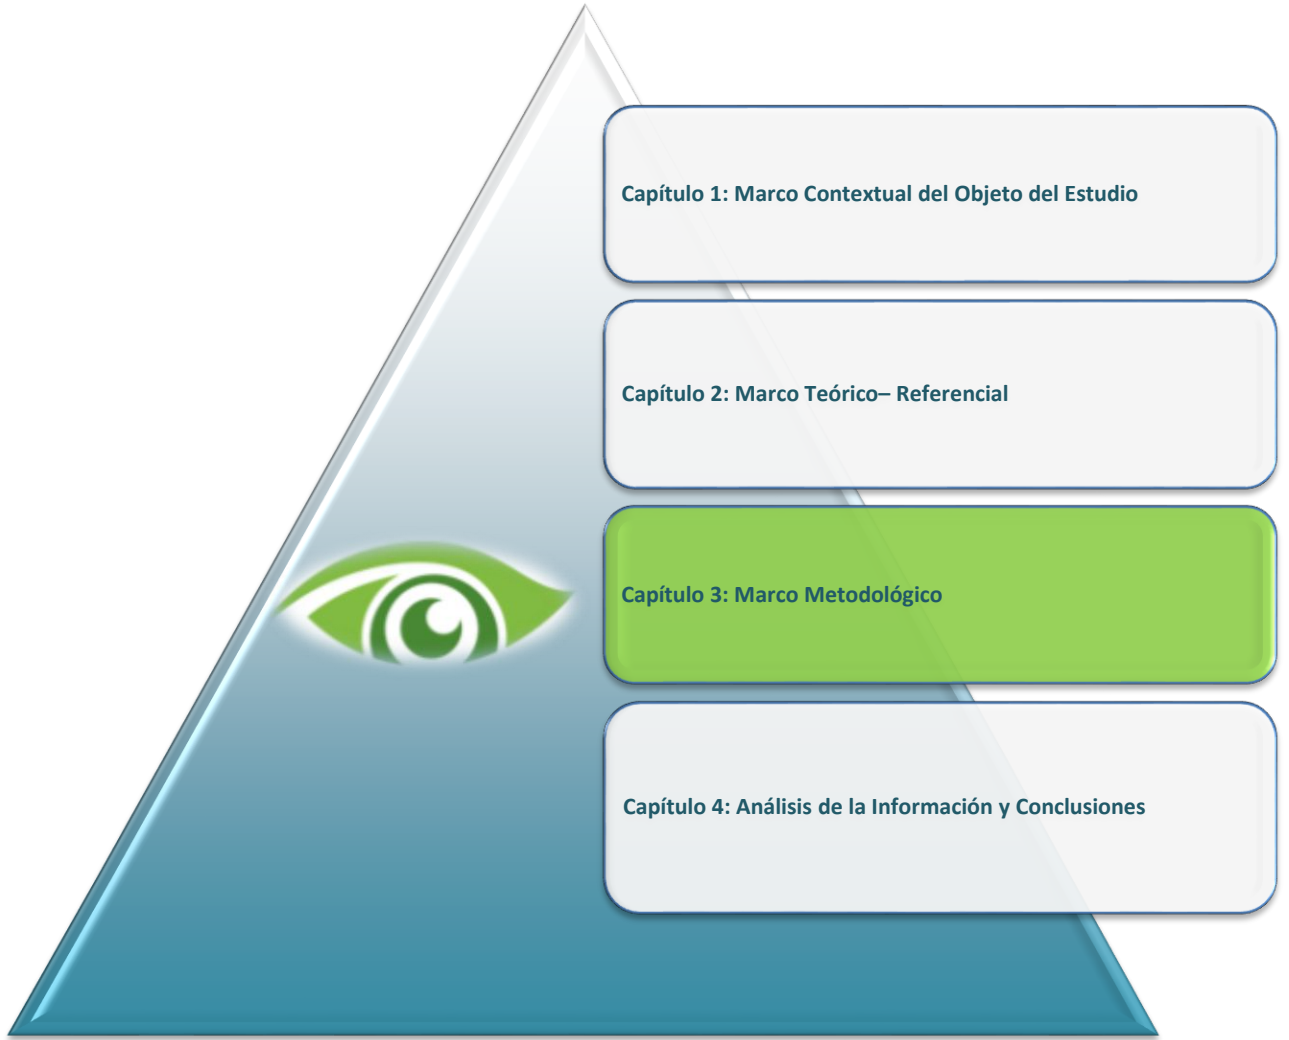 Capítulo 1: Marco Contextual del Objeto del Estudio
Capítulo 2: Marco Teórico– Referencial
Capítulo 3: Marco Metodológico
Capítulo 4: Análisis de la Información y Conclusiones